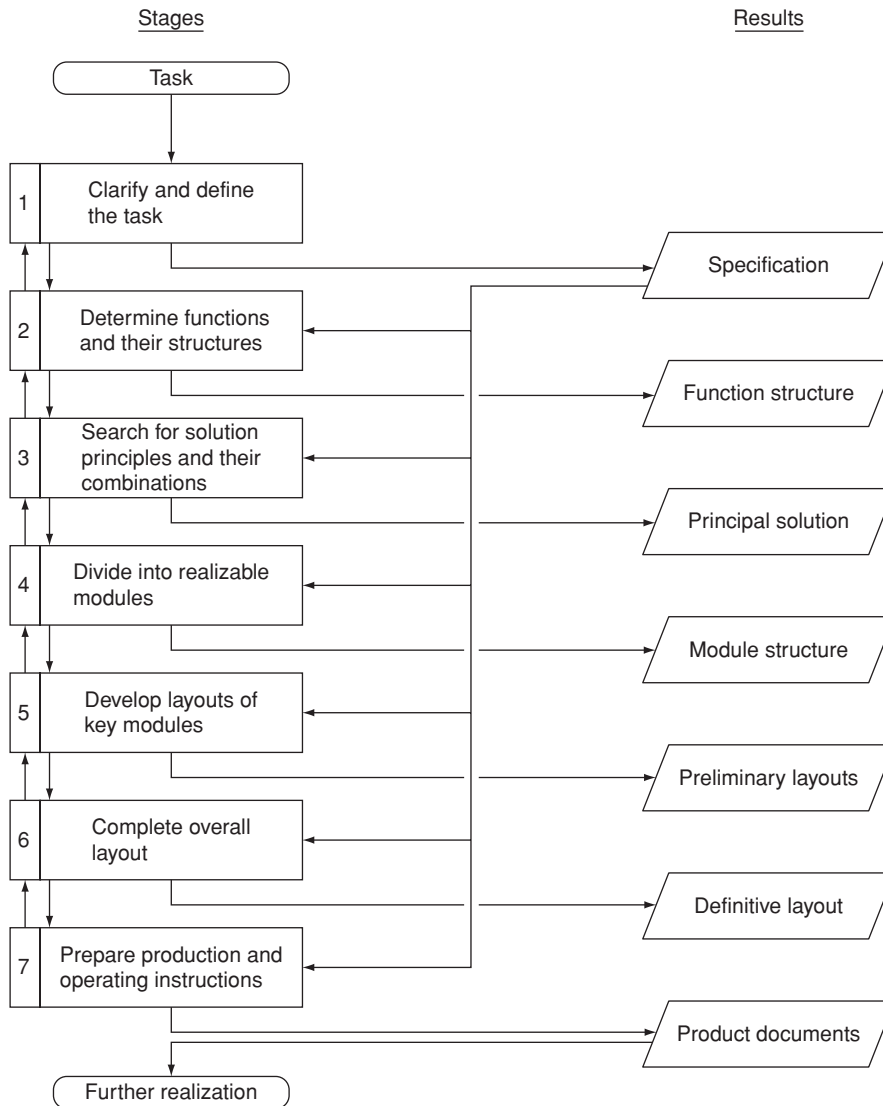 Stages
Results
Task
1
Clarify and define
the task
Specification
2
Determine functions
and their structures
Function structure
3
Search for solution
principles and their
combinations
Principal solution
4
Divide into realizable
modules
Module structure
5
Develop layouts of
key modules
Preliminary layouts
6
Complete overall
layout
Definitive layout
7
Prepare production and
operating instructions
Product documents
Further realization